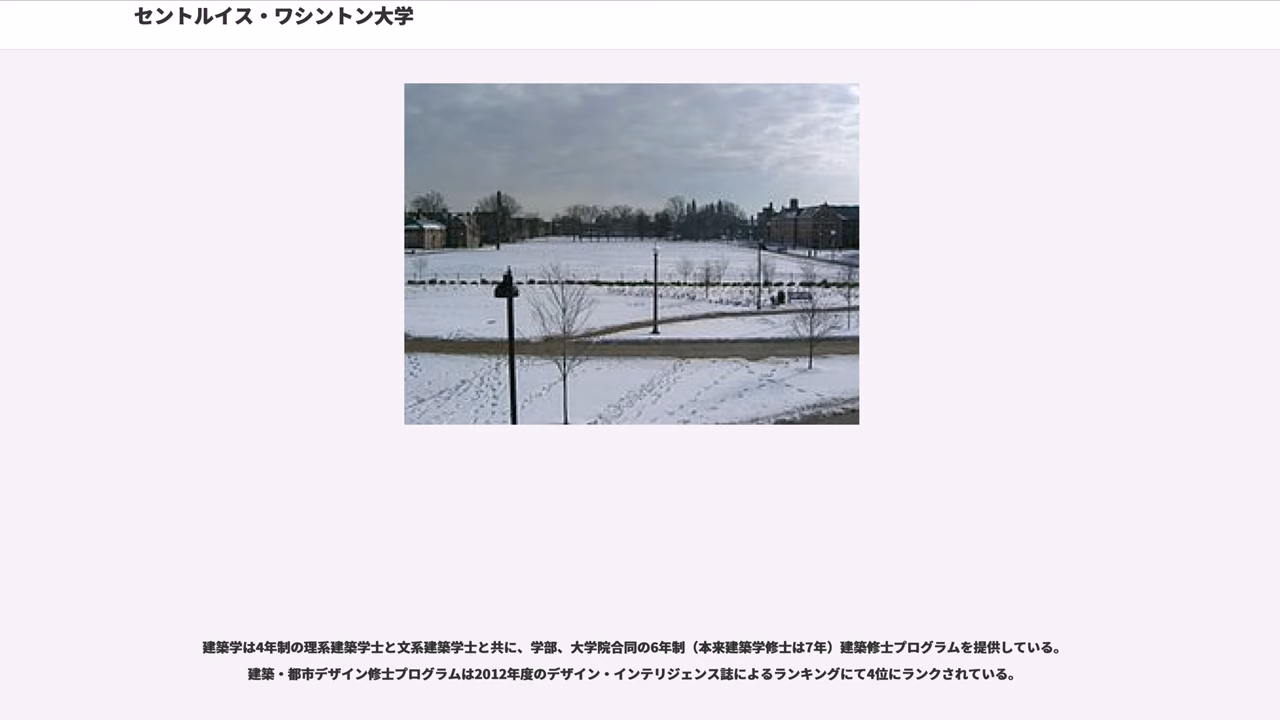 セントルイス・ワシントン大学
建築学は4年制の理系建築学士と文系建築学士と共に、学部、大学院合同の6年制（本来建築学修士は7年）建築修士プログラムを提供している。
建築・都市デザイン修士プログラムは2012年度のデザイン・インテリジェンス誌によるランキングにて4位にランクされている。